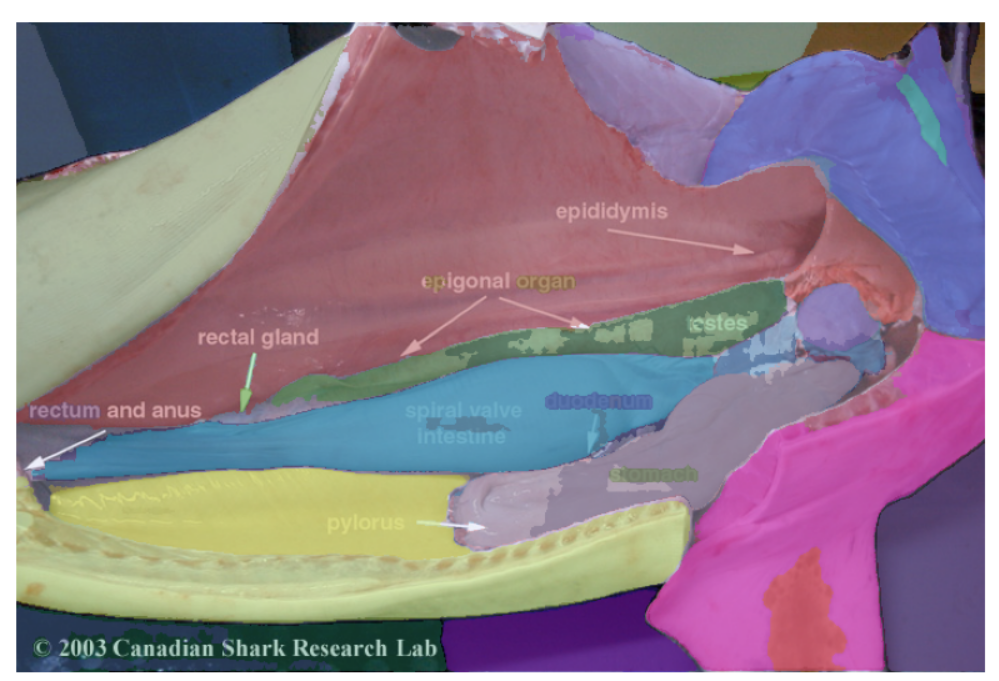 epididymis
epigonal organ
testes
rectal gland
rectum and anus
spiral valve
intestine
duodenum
stomach
pylorus
© 2003 Canadian Shark Research Lab